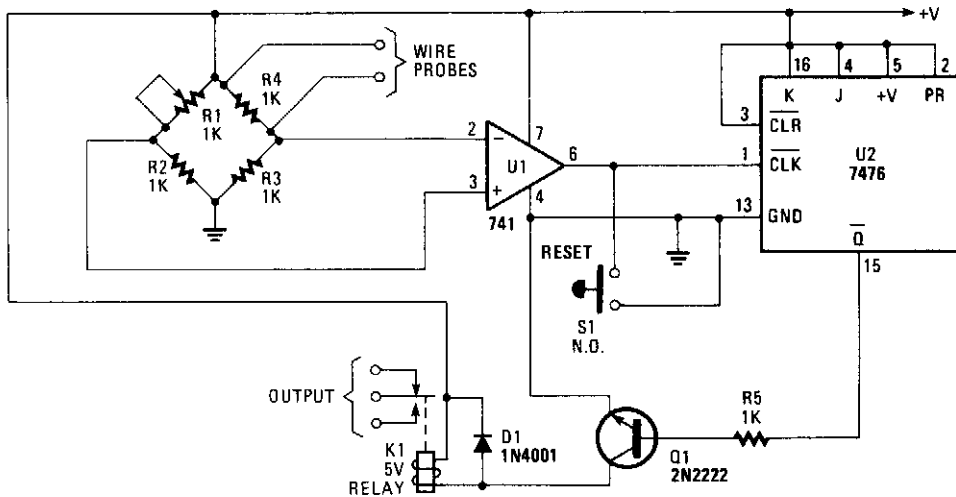 +V
WIRE
PROBES
R4
1K
R1
1K
R2
1K
R3
1K
2
−
3
+
7
6
4
U1
741
16
4
5
2
K
J
+V
PR
3
CLR
1
CLK
13
GND
U2
7476
Q
15
RESET
S1
N.O.
OUTPUT
K1
5V
RELAY
D1
1N4001
Q1
2N2222
R5
1K